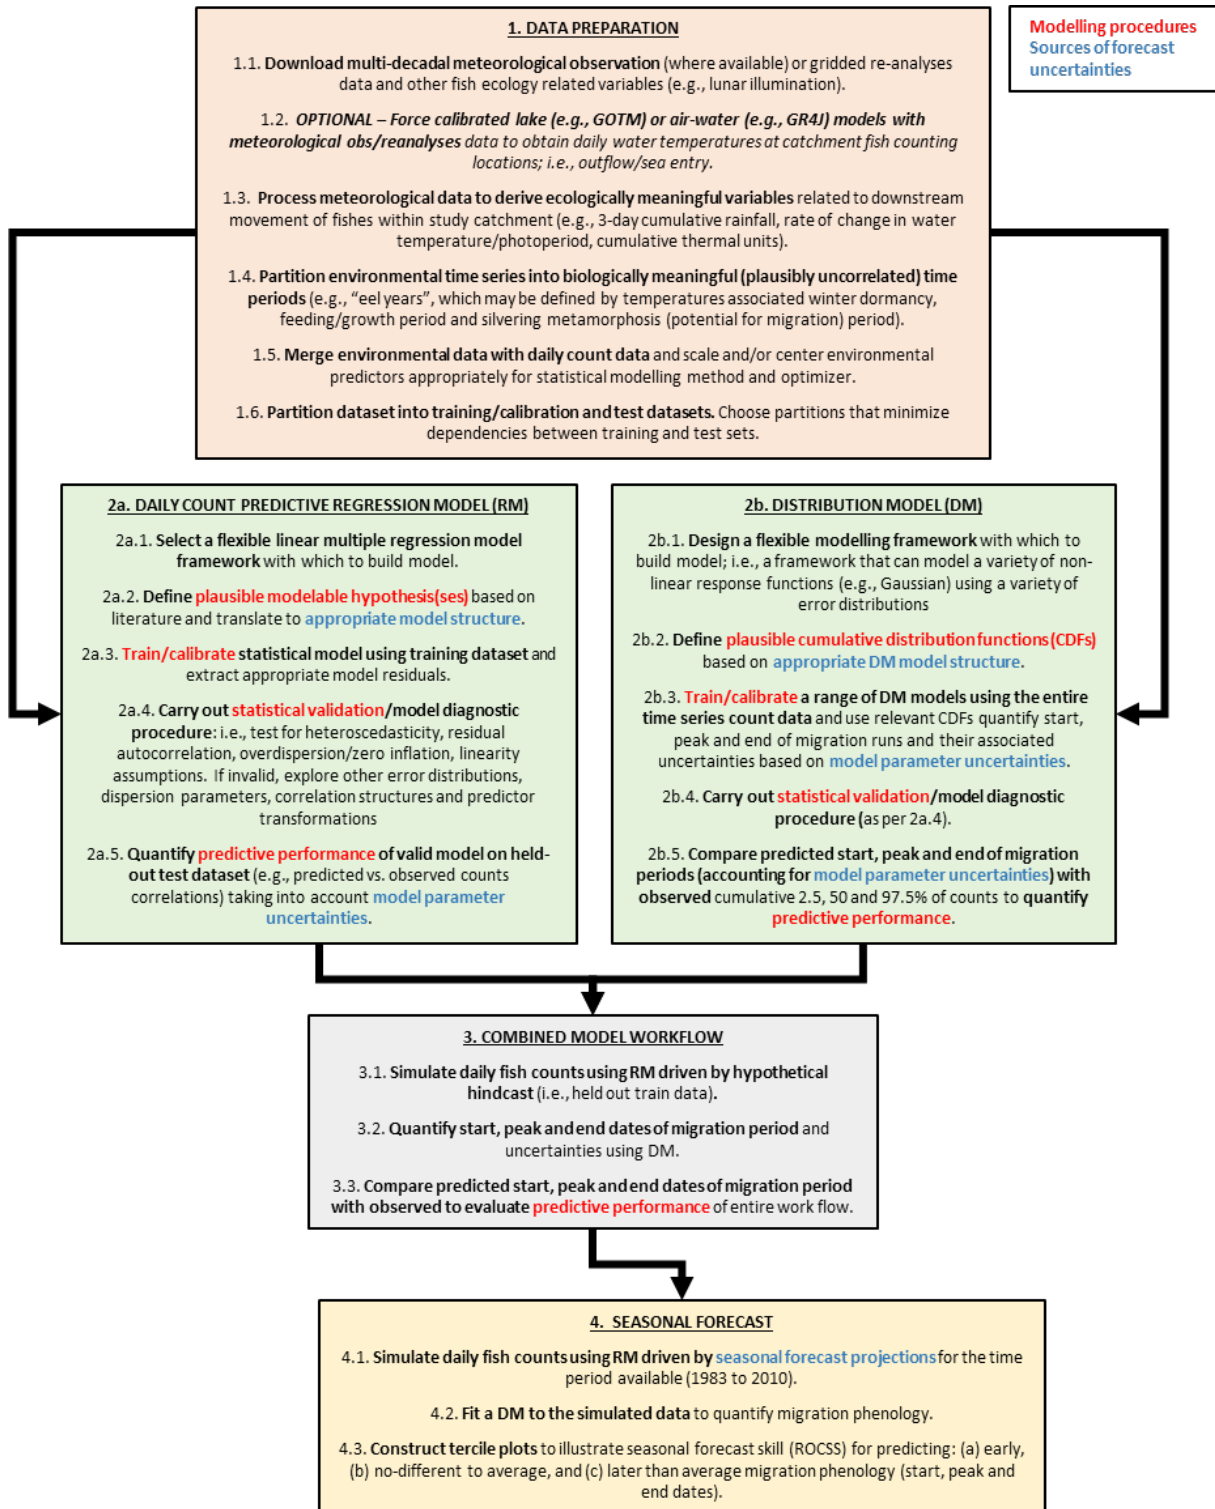 1. DATA PREPARATION
1.1. Download multi-decadal meteorological observation (where available) or gridded re-analyses
data and other fish ecology related variables (e.g., lunar illumination).
1.2. OPTIONAL – Force calibrated lake (e.g., GOTM) or air-water (e.g., GR4J) models with
meteorological obs/reanalyses data to obtain daily water temperatures at catchment fish counting
locations; i.e., outflow/sea entry.
1.3. Process meteorological data to derive ecologically meaningful variables related to downstream
movement of fishes within study catchment (e.g., 3-day cumulative rainfall, rate of change in water
temperature/photoperiod, cumulative thermal units).
1.4. Partition environmental time series into biologically meaningful (plausibly uncorrelated) time
periods (e.g., “eel years”, which may be defined by temperatures associated winter dormancy,
feeding/growth period and silvering metamorphosis (potential for migration) period).
1.5. Merge environmental data with daily count data and scale and/or center environmental
predictors appropriately for statistical modelling method and optimizer.
1.6. Partition dataset into training/calibration and test datasets. Choose partitions that minimize
dependencies between training and test sets.
Modelling procedures
Sources of forecast
uncertainties
2a. DAILY COUNT PREDICTIVE REGRESSION MODEL (RM)
2a.1. Select a flexible linear multiple regression model
framework with which to build model.
2a.2. Define plausible modelable hypothesis(ses) based on
literature and translate to appropriate model structure.
2a.3. Train/calibrate statistical model using training dataset and
extract appropriate model residuals.
2a.4. Carry out statistical validation/model diagnostic
procedure: i.e., test for heteroscedasticity, residual
autocorrelation, overdispersion/zero inflation, linearity
assumptions. If invalid, explore other error distributions,
dispersion parameters, correlation structures and predictor
transformations
2a.5. Quantify predictive performance of valid model on held-
out test dataset (e.g., predicted vs. observed counts
correlations) taking into account model parameter
uncertainties.
2b. DISTRIBUTION MODEL (DM)
2b.1. Design a flexible modelling framework with which to
build model; i.e., a framework that can model a variety of non-
linear response functions (e.g., Gaussian) using a variety of
error distributions
2b.2. Define plausible cumulative distribution functions (CDFs)
based on appropriate DM model structure.
2b.3. Train/calibrate a range of DM models using the entire
time series count data and use relevant CDFs quantify start,
peak and end of migration runs and their associated
uncertainties based on model parameter uncertainties.
2b.4. Carry out statistical validation/model diagnostic
procedure (as per 2a.4).
2b.5. Compare predicted start, peak and end of migration
periods (accounting for model parameter uncertainties) with
observed cumulative 2.5, 50 and 97.5% of counts to quantify
predictive performance.
3. COMBINED MODEL WORKFLOW
3.1. Simulate daily fish counts using RM driven by hypothetical
hindcast (i.e., held out train data).
3.2. Quantify start, peak and end dates of migration period and
uncertainties using DM.
3.3. Compare predicted start, peak and end dates of migration period
with observed to evaluate predictive performance of entire work flow.
4. SEASONAL FORECAST
4.1. Simulate daily fish counts using RM driven by seasonal forecast projections for the time
period available (1983 to 2010).
4.2. Fit a DM to the simulated data to quantify migration phenology.
4.3. Construct tercile plots to illustrate seasonal forecast skill (ROCSS) for predicting: (a) early,
(b) no-different to average, and (c) later than average migration phenology (start, peak and
end dates).